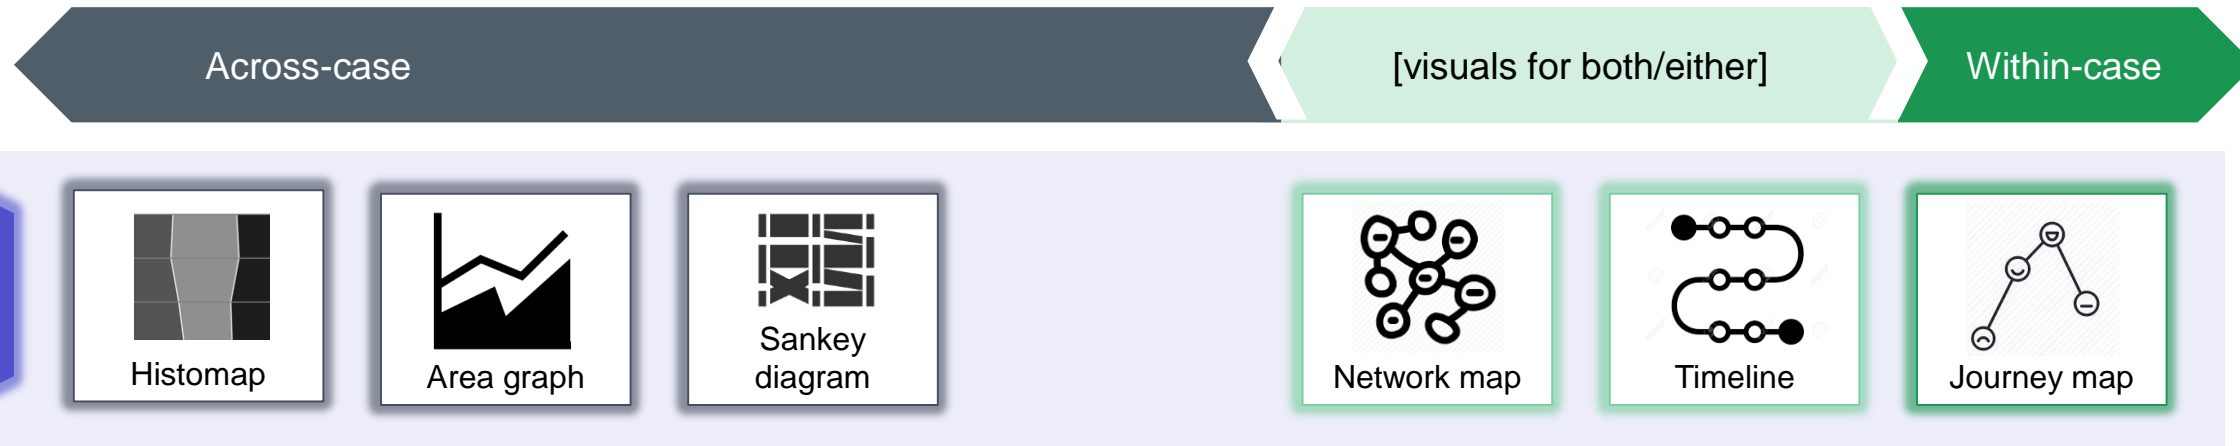 Across-case
[visuals for both/either]
Within-case
Histomap
Area graph
Sankey
diagram
Network map
Timeline
Journey map